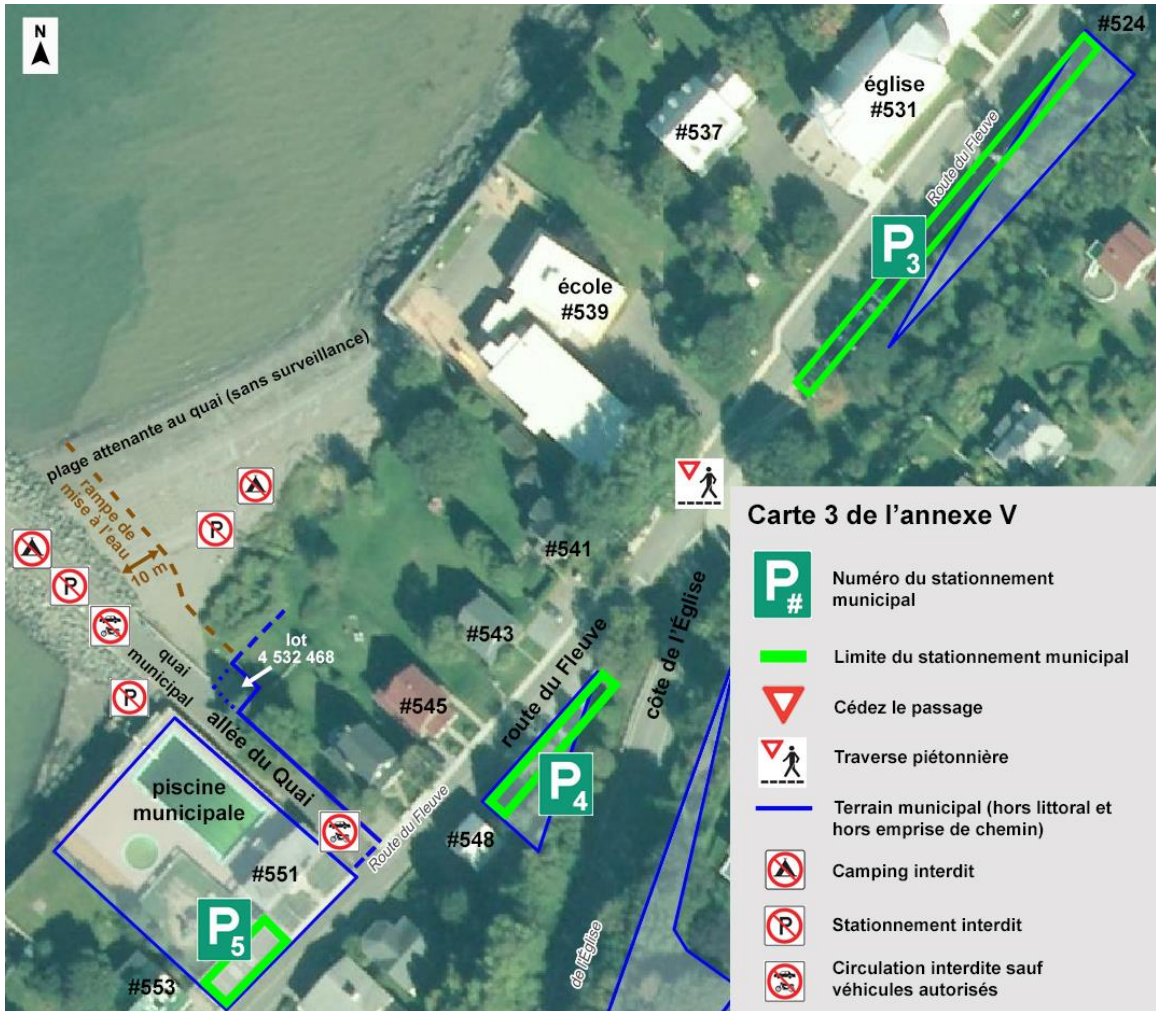 N
#524
église
#531
#537
Route du Fleuve
P3
école
#539
plage attenante au quai (sans surveillance)
rampe de
mise à l'eau
10 m
#541
côte de l'Église
lot
4 532 468
#543
route du Fleuve
quai
municipal
#545
allée du Quai
piscine
municipale
P4
#548
Route du Fleuve
#551
P5
#553
de l'Église
P
P
P
Carte 3 de l'annexe V
P#
Numéro du stationnement
municipal
Limite du stationnement municipal
Cédez le passage
Traverse piétonnière
Terrain municipal (hors littoral et
hors emprise de chemin)
Camping interdit
P
Stationnement interdit
Circulation interdite sauf
véhicules autorisés